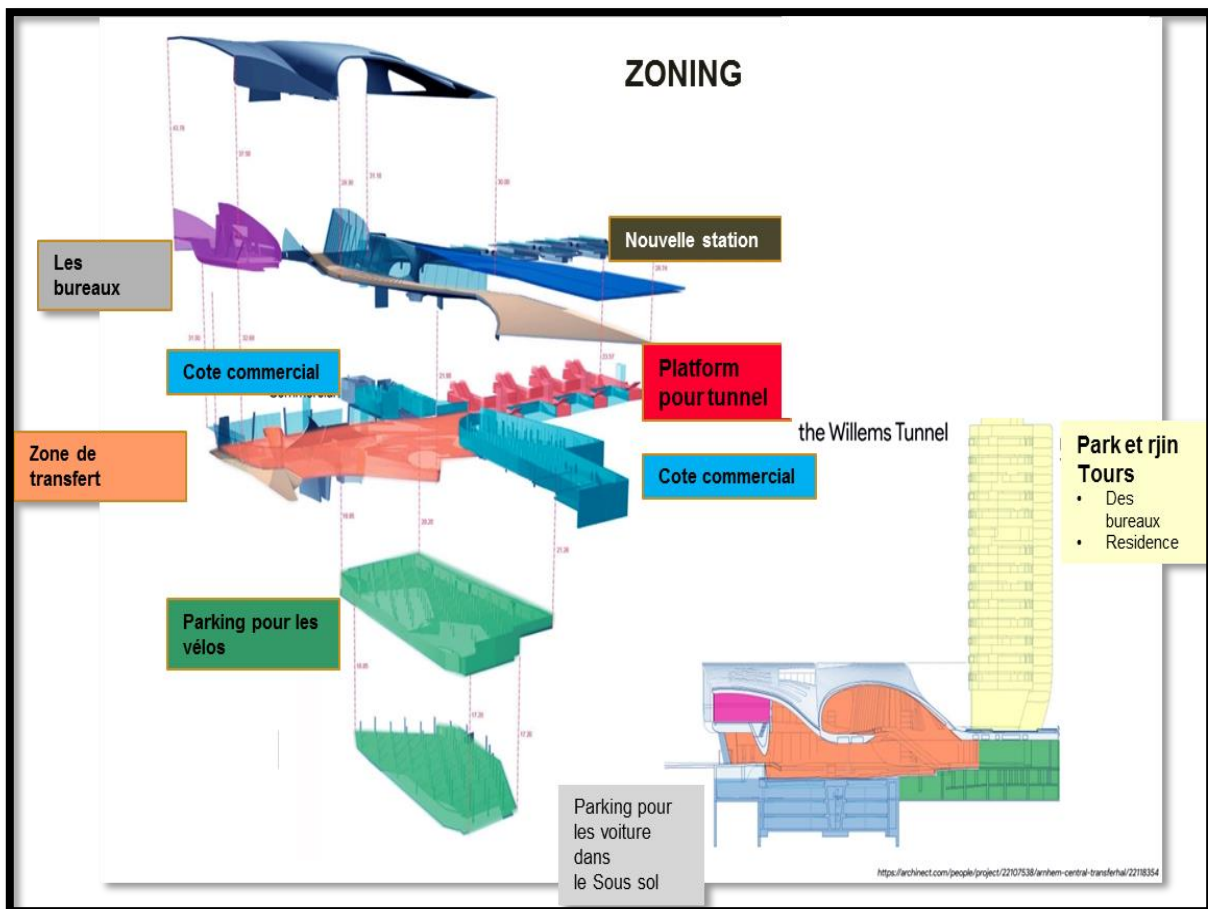 ZONING
Nouvelle station
Les
bureaux
Cote commercial
Platform
pour tunnel
the Willems Tunnel
Zone de
transfert
Cote commercial
Park et rjin
Tours
• Des
bureaux
• Residence
Parking pour les
vélos
Parking pour
les voiture
dans
le Sous sol
https://archinect.com/people/project/22107538/arnhem-central-transferhal/22118354